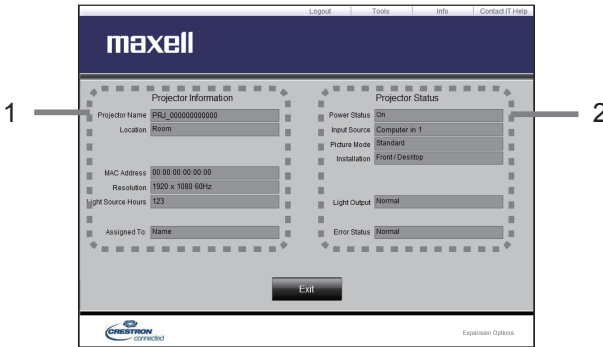 Logout Tools Info Contact IT Help
maxell
1
2
Projector Information
Projector Name PRJ_000000000000
Location Room
MAC Address 00:00:00:00:00:00
Resolution 1920 x 1080 60Hz
Light Source Hours 123
Assigned To: Name
Projector Status
Power Status On
Input Source Computer in 1
Picture Mode Standard
Installation Front / Desktop
Light Output Normal
Error Status Normal
Exit
CRESTRON
connected
Expansion Options